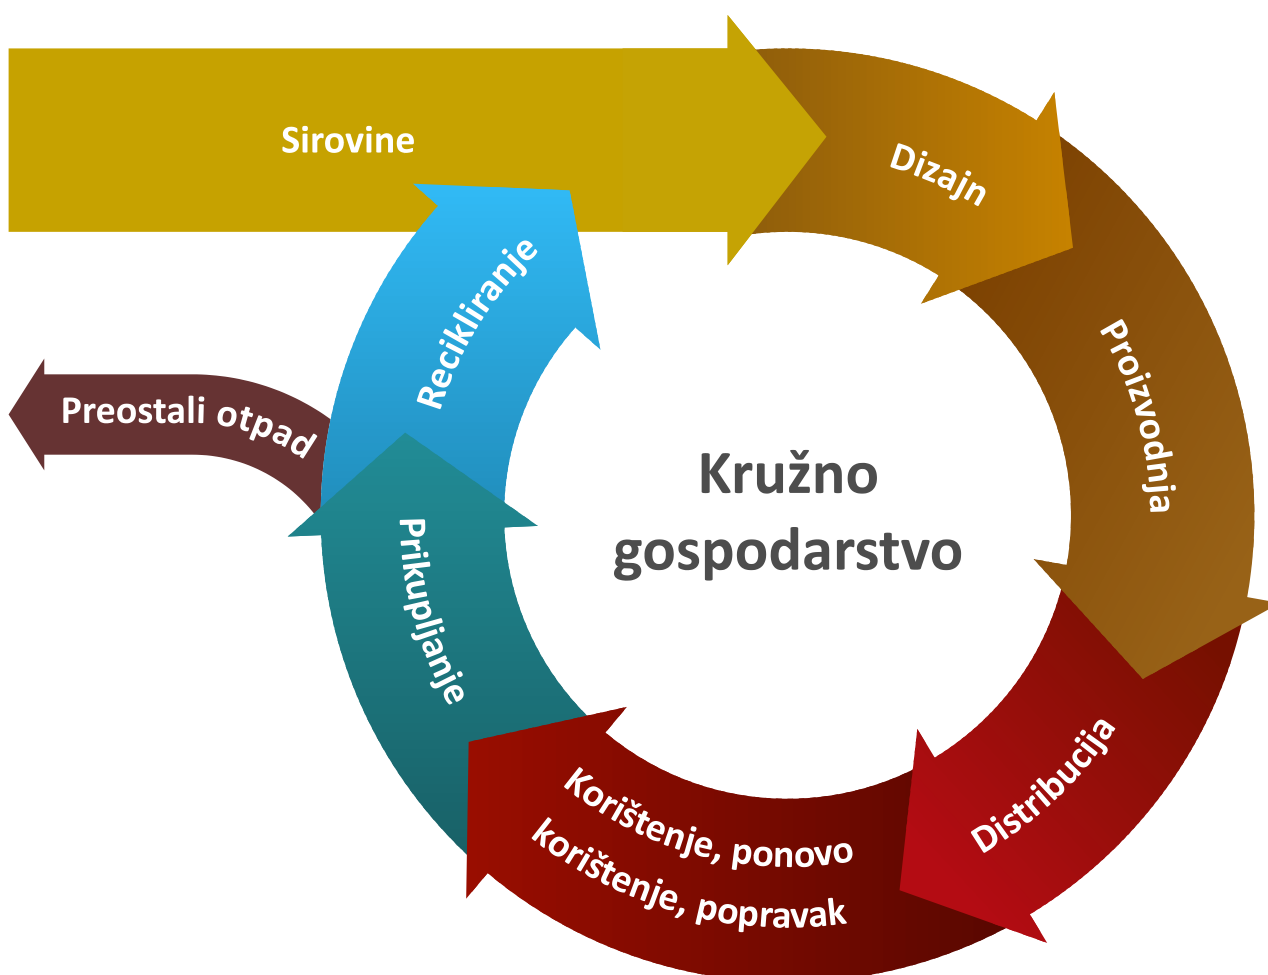 Sirovine
Dizajn
Proizvodnja
Distribucija
Korištenje, ponovo
korištenje, popravak
Prikupljanje
Recikliranje
Preostali otpad
Kružno
gospodarstvo